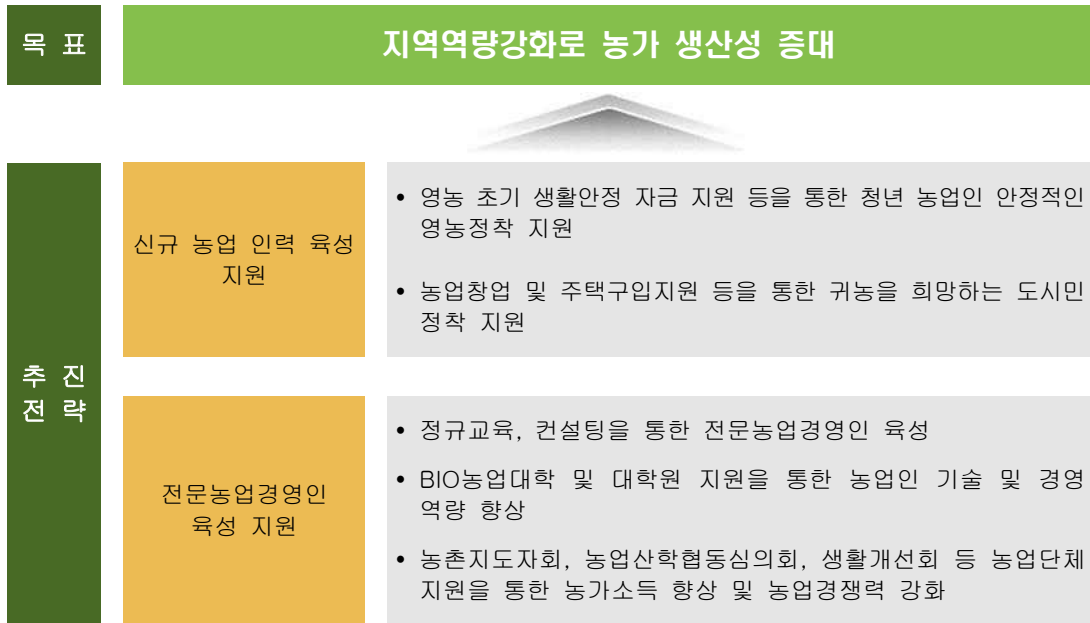 목 표
지역역량강화로 농가 생산성 증대
추 진
전 략
신규 농업 인력 육성
지원
• 영농 초기 생활안정 자금 지원 등을 통한 청년 농업인 안정적인
영농정착 지원
• 농업창업 및 주택구입지원 등을 통한 귀농을 희망하는 도시민
정착 지원
전문농업경영인
육성 지원
• 정규교육, 컨설팅을 통한 전문농업경영인 육성
• BIO농업대학 및 대학원 지원을 통한 농업인 기술 및 경영
역량 향상
• 농촌지도자회, 농업산학협동심의회, 생활개선회 등 농업단체
지원을 통한 농가소득 향상 및 농업경쟁력 강화